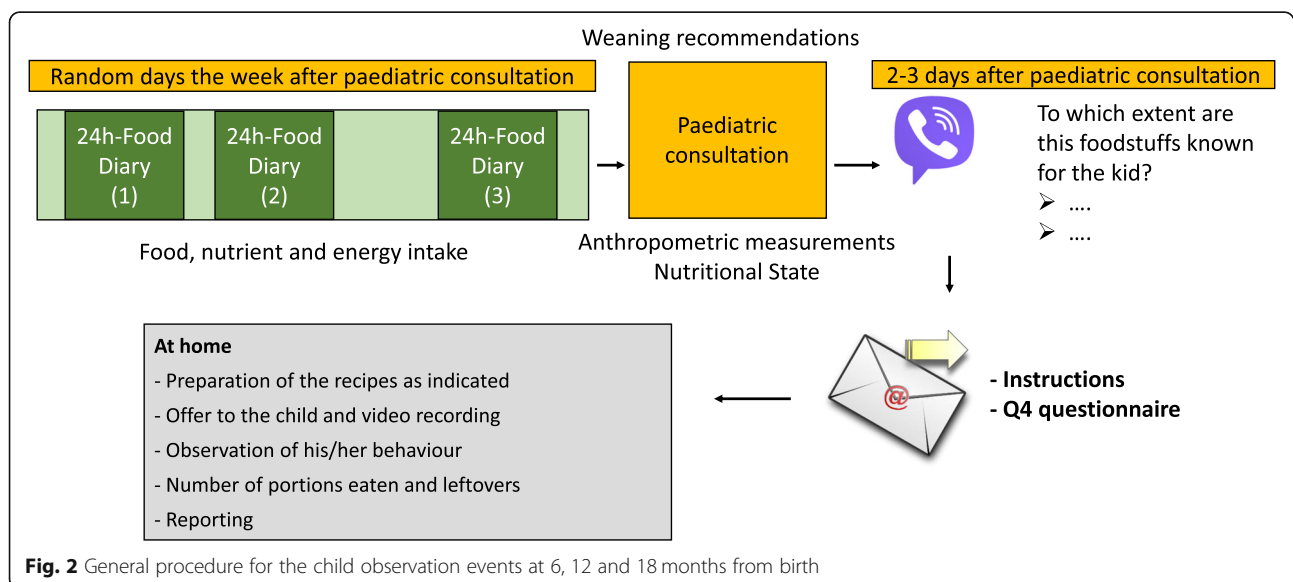 Weaning recommendations
Random days the week after paediatric consultation
2-3 days after paediatric consultation
24h-Food
Diary
(1)
24h-Food
Diary
(2)
24h-Food
Diary
(3)
Paediatric
consultation
To which extent are
this foodstuffs known
for the kid?
➢ ....
➢ ....
Food, nutrient and energy intake
Anthropometric measurements
Nutritional State
At home
- Preparation of the recipes as indicated
- Offer to the child and video recording
- Observation of his/her behaviour
- Number of portions eaten and leftovers
- Reporting
@
- Instructions
- Q4 questionnaire
Fig. 2 General procedure for the child observation events at 6, 12 and 18 months from birth